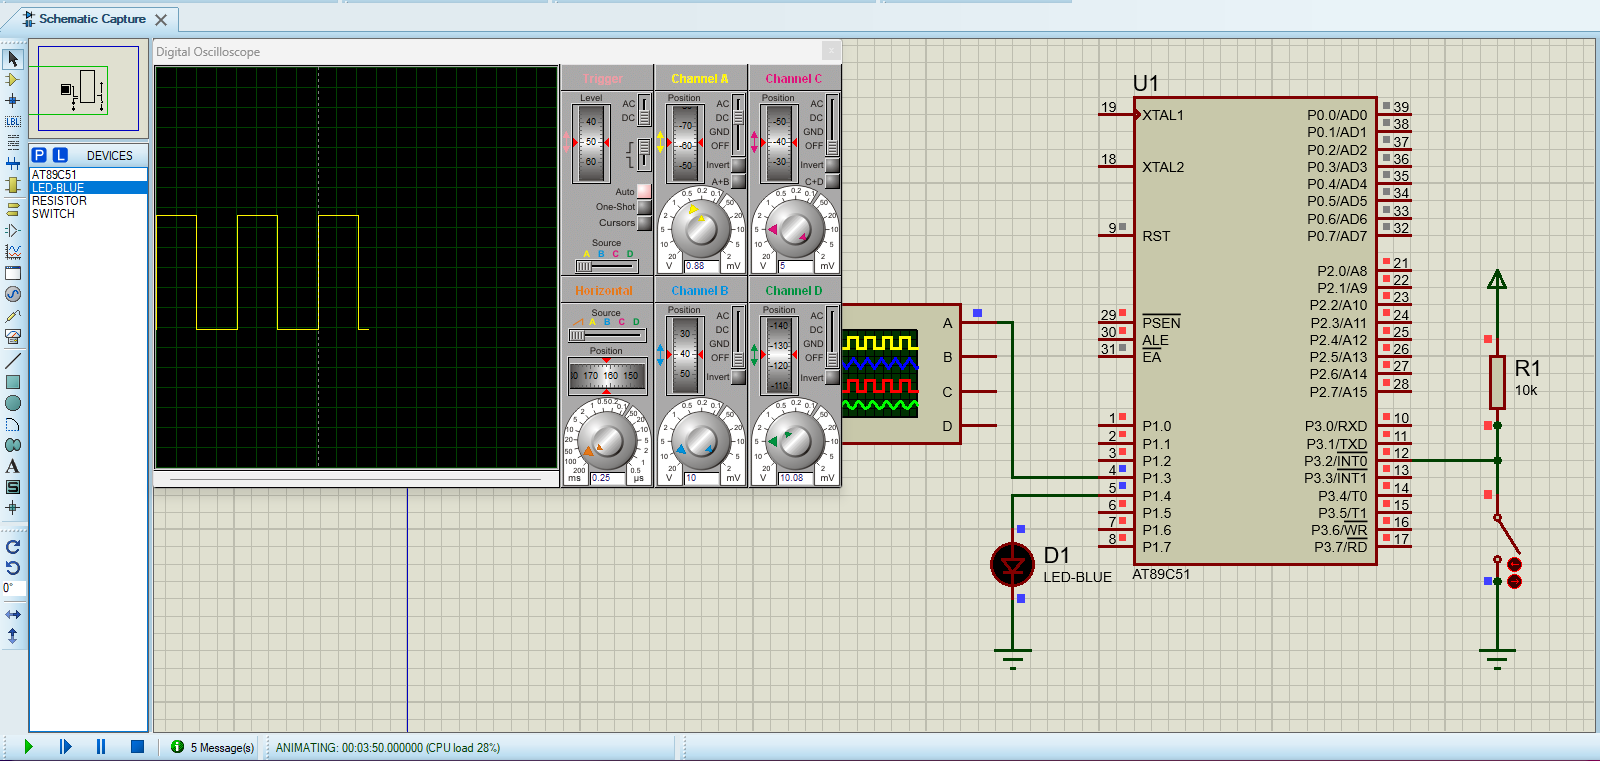 Schematic Capture
Digital Oscilloscope
P L DEVICES
AT89C51
LED-BLUE
RESISTOR
SWITCH
LBL
A
S
0°
Trigger
Level
40
50
60
AC
DC
Auto
One-Shot
Cursors
Source
A B C D
Channel A
Position
-70
-60
-50
AC
DC
GND
OFF
Invert
A+B
V 0.88 mV
Channel C
Position
-50
-40
-30
AC
DC
GND
OFF
Invert
C+D
V 5 mV
Horizontal
Source
A B C D
Position
170 160 150
ms 0.25 µs
Channel B
Position
30
40
50
AC
DC
GND
OFF
Invert
V 10 mV
Channel D
Position
-140
-130
-120
-110
AC
DC
GND
OFF
Invert
V 10.08 mV
A
B
C
D
U1
19 XTAL1
18 XTAL2
9 RST
29 PSEN
30 ALE
31 EA
1 P1.0
2 P1.1
3 P1.2
4 P1.3
5 P1.4
6 P1.5
7 P1.6
8 P1.7
P0.0/AD0 39
P0.1/AD1 38
P0.2/AD2 37
P0.3/AD3 36
P0.4/AD4 35
P0.5/AD5 34
P0.6/AD6 33
P0.7/AD7 32
P2.0/A8 21
P2.1/A9 22
P2.2/A10 23
P2.3/A11 24
P2.4/A12 25
P2.5/A13 26
P2.6/A14 27
P2.7/A15 28
P3.0/RXD 10
P3.1/TXD 11
P3.2/INT0 12
P3.3/INT1 13
P3.4/T0 14
P3.5/T1 15
P3.6/WR 16
P3.7/RD 17
AT89C51
D1
LED-BLUE
R1
10k
5 Message(s)
ANIMATING: 00:03:50.000000 (CPU load 28%)